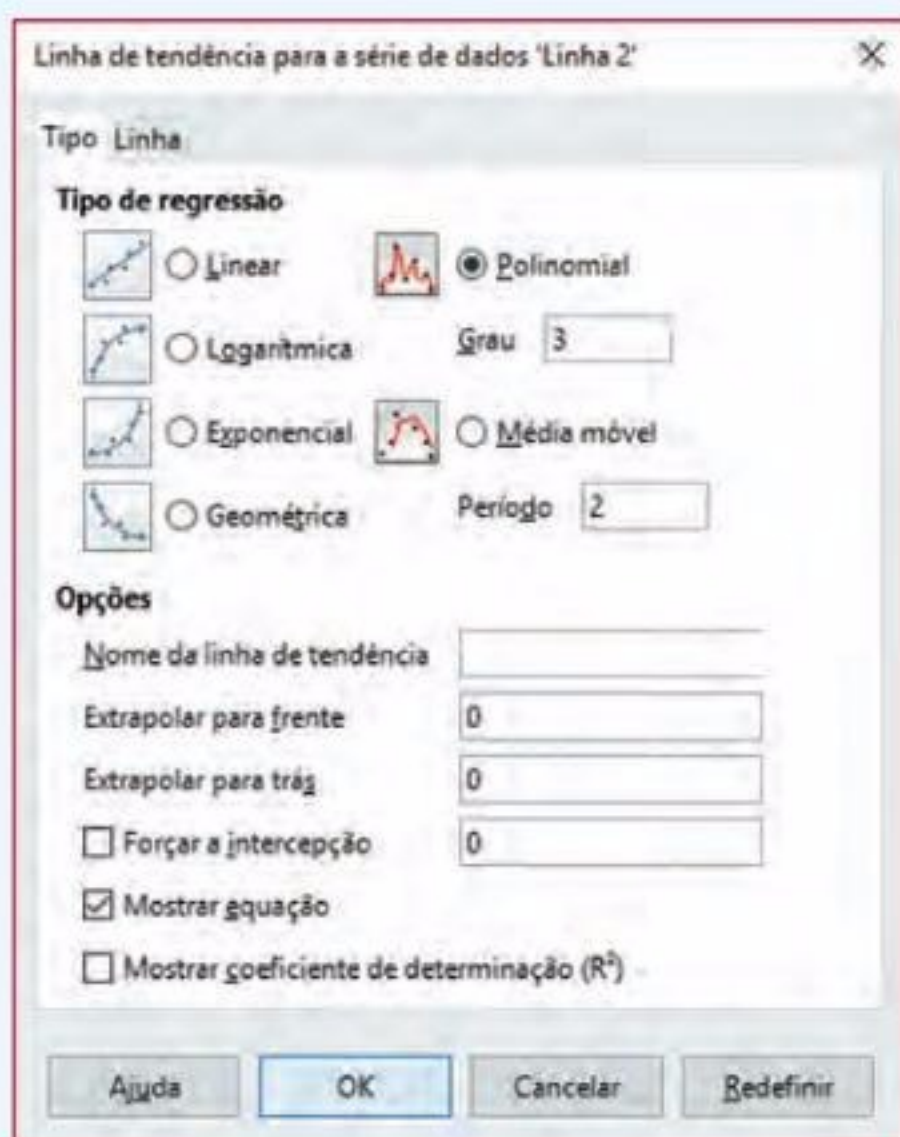 Linha de tendência para a série de dados 'Linha 2'
Tipo Linha
Tipo de regressão
Linear
Polinomial
Logarítmica
Grau 3
Exponencial
Média móvel
Geométrica
Período 2
Opções
Nome da linha de tendência
Extrapolar para frente 0
Extrapolar para trás 0
Forçar a intercepção 0
Mostrar equação
Mostrar coeficiente de determinação (R²)
Ajuda OK Cancelar Redefinir